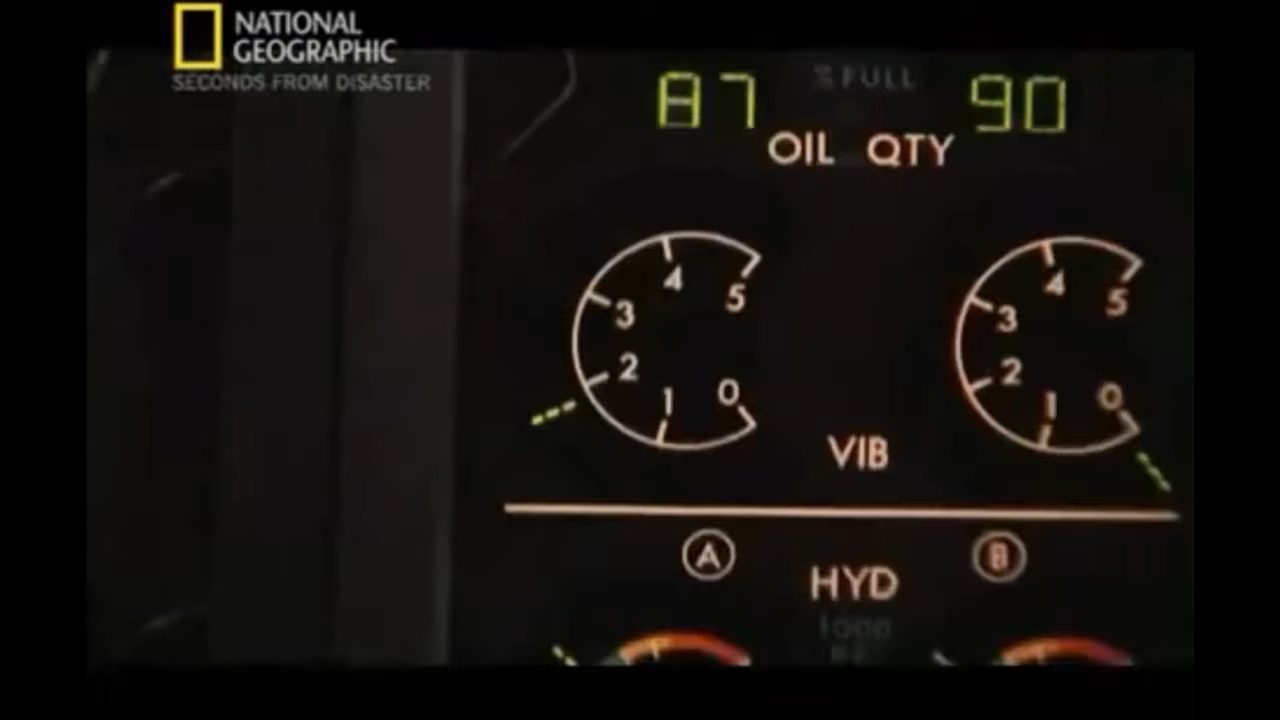 NATIONAL
GEOGRAPHIC
SECONDS FROM DISASTER
87 % FULL 90
OIL QTY
4 5 4 5
3 3
2 2
1 0 1 0
VIB
A B
HYD
1000